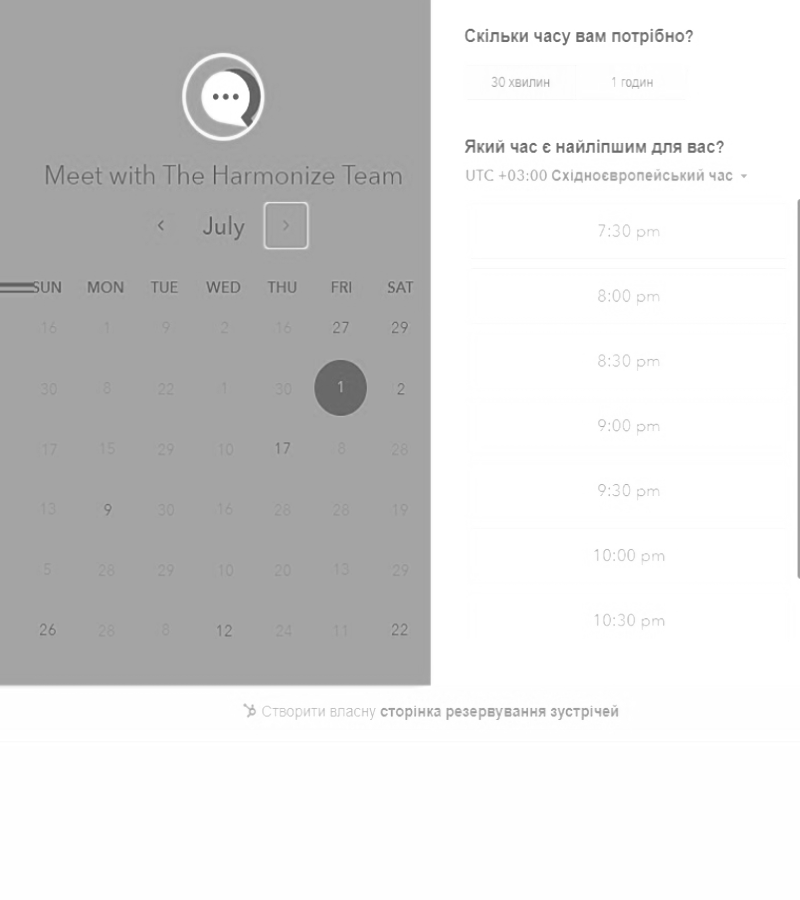 Meet with The Harmonize Team
July
SUN MON TUE WED THU FRI SAT
16 1 9 2 16 27 29
30 8 22 1 30 1 2
17 15 29 10 17 8 28
13 9 30 16 28 28 19
5 28 29 10 20 13 29
26 28 8 12 24 11 22
Скільки часу вам потрібно?
30 хвилин 1 годин
Який час є найліпшим для вас?
UTC +03:00 Східноєвропейський час
7:30 pm
8:00 pm
8:30 pm
9:00 pm
9:30 pm
10:00 pm
10:30 pm
Створити власну сторінка резервування зустрічей